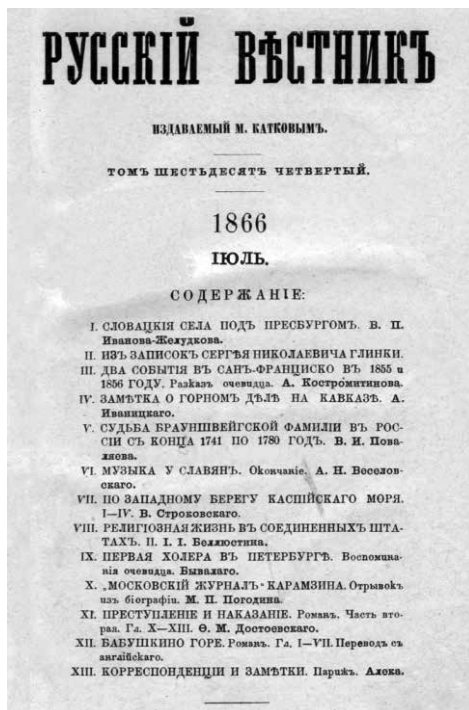 РУССКІЙ ВѢСТНИКЪ
ИЗДАВАЕМЫЙ М. КАТКОВЫМЪ.
ТОМЪ ШЕСТЬДЕСЯТЪ ЧЕТВЕРТЫЙ.
1866
ІЮЛЬ.
СОДЕРЖАНІЕ:
I. СЛОВАЦКІЯ СЕЛА ПОДЪ ПРЕСБУРГОМЪ. В. П.
Иванова-Желудкова.
II. ИЗЪ ЗАПИСОКЪ СЕРГѢЯ НИКОЛАЕВИЧА ГЛИНКИ.
III. ДВА СОБЫТІЯ ВЪ САНЪ-ФРАНЦИСКО ВЪ 1855 и
1856 ГОДУ. Разказъ очевидца. А. Костромитинова.
IV. ЗАМѢТКА О ГОРНОМЪ ДѢЛѢ НА КАВКАЗѢ. А.
Иваницкаго.
V. СУДЬБА БРАУНШВЕЙГСКОЙ ФАМИЛІИ ВЪ РОС-
СІИ СЪ КОНЦА 1741 ПО 1780 ГОДЪ. В. И. Пова-
ляева.
VI. МУЗЫКА У СЛАВЯНЪ. Окончаніе. А. Н. Веселов-
скаго.
VII. ПО ЗАПАДНОМУ БЕРЕГУ КАСПІЙСКАГО МОРЯ.
I—IV. В. Строковскаго.
VIII. РЕЛИГІОЗНАЯ ЖИЗНЬ ВЪ СОЕДИНЕННЫХЪ ШТА-
ТАХЪ. II. І. І. Беллюстина.
IX. ПЕРВАЯ ХОЛЕРА ВЪ ПЕТЕРБУРГѢ. Воспомина-
нія очевидца. Бывалаго.
X. „МОСКОВСКІЙ ЖУРНАЛЪ“ КАРАМЗИНА. Отрывокъ
изъ біографіи. М. П. Погодина.
XI. ПРЕСТУПЛЕНІЕ И НАКАЗАНІЕ. Романъ. Часть вто-
рая. Гл. X—XIII. Ѳ. М. Достоевскаго.
XII. БАБУШКИНО ГОРЕ. Романъ. Гл. I—VII. Переводъ съ
англійскаго.
XIII. КОРРЕСПОНДЕНЦІИ И ЗАМѢТКИ. Парижъ. Алека.